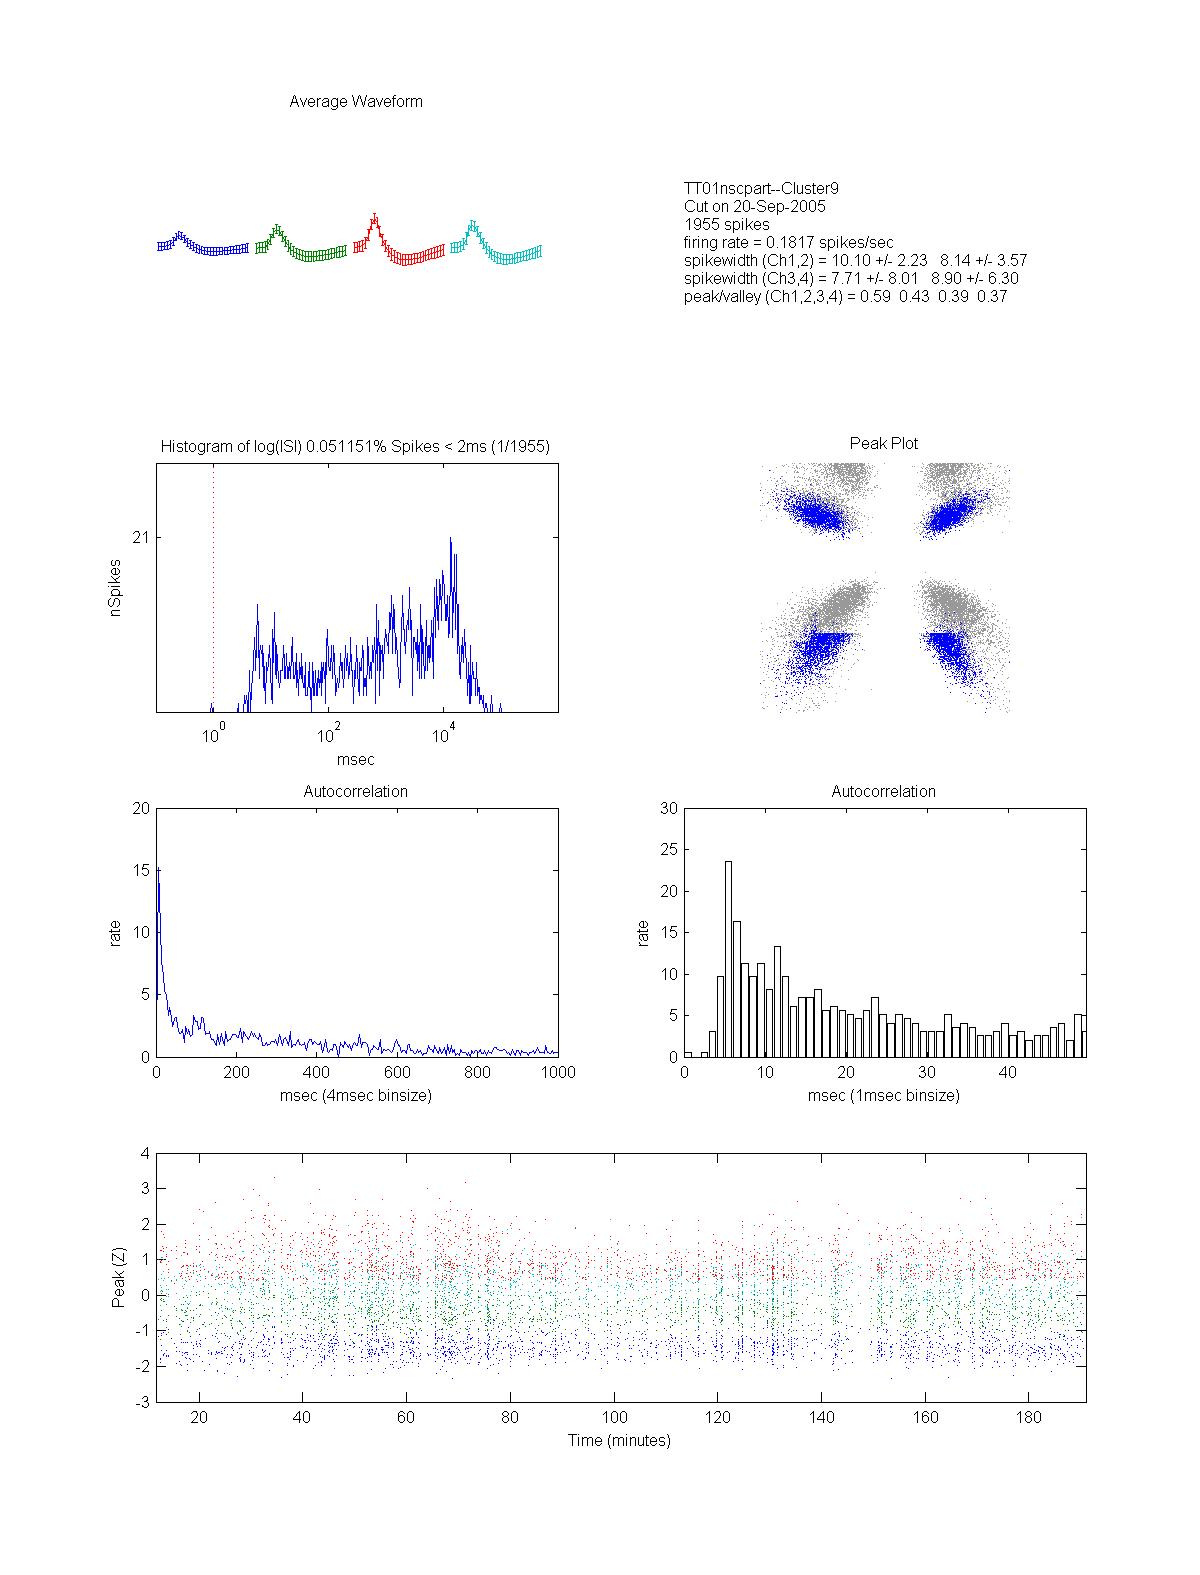 Average Waveform
TT01nscpart--Cluster9
Cut on 20-Sep-2005
1955 spikes
firing rate = 0.1817 spikes/sec
spikewidth (Ch1,2) = 10.10 +/- 2.23 8.14 +/- 3.57
spikewidth (Ch3,4) = 7.71 +/- 8.01 8.90 +/- 6.30
peak/valley (Ch1,2,3,4) = 0.59 0.43 0.39 0.37
Histogram of log(ISI) 0.051151% Spikes < 2ms (1/1955)
21
nSpikes
10^0 10^2 10^4
msec
Peak Plot
Autocorrelation
20
15
10
5
0
rate
0 200 400 600 800 1000
msec (4msec binsize)
Autocorrelation
30
25
20
15
10
5
0
rate
0 10 20 30 40
msec (1msec binsize)
4
3
2
1
0
-1
-2
-3
Peak (Z)
20 40 60 80 100 120 140 160 180
Time (minutes)